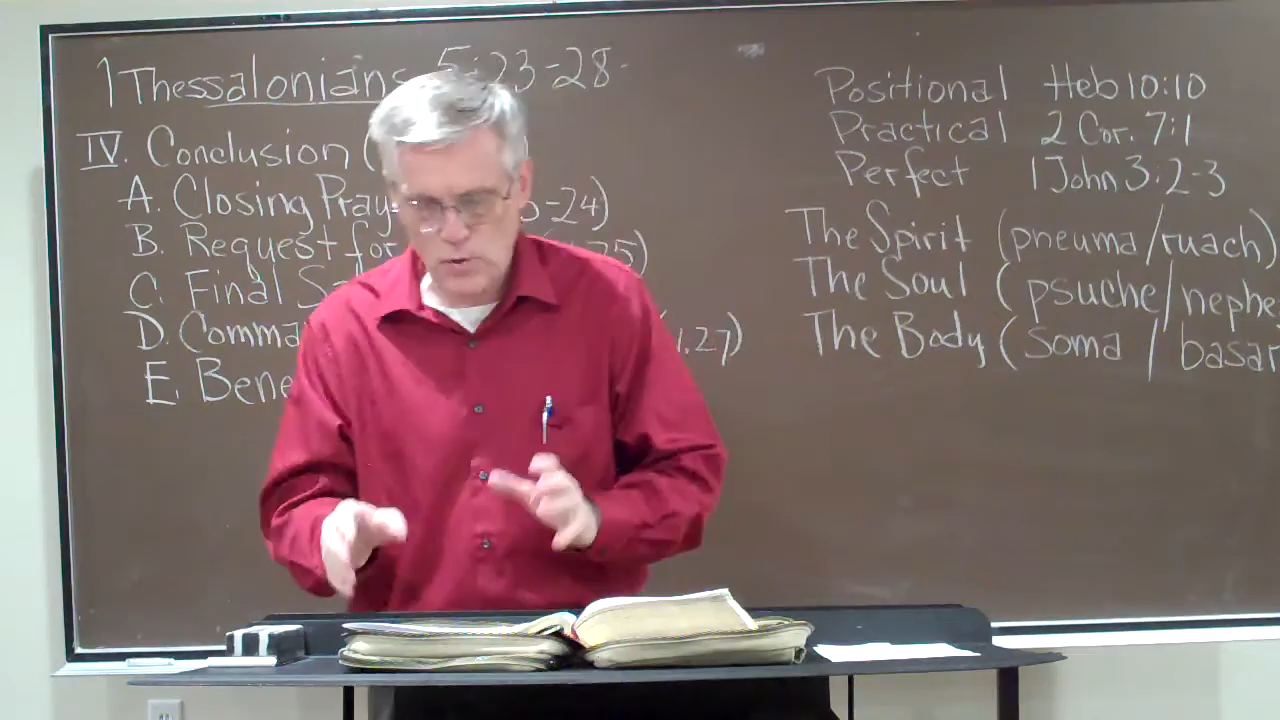 1 Thessalonians 5:23-28
IV. Conclusion (
A. Closing Pray -24)
B. Request for 25)
C. Final S
D. Comma v.27)
E. Bene
Positional Heb 10:10
Practical 2 Cor. 7:1
Perfect 1 John 3:2-3
The Spirit (pneuma/ruach)
The Soul (psuche/nephe
The Body (soma / basar